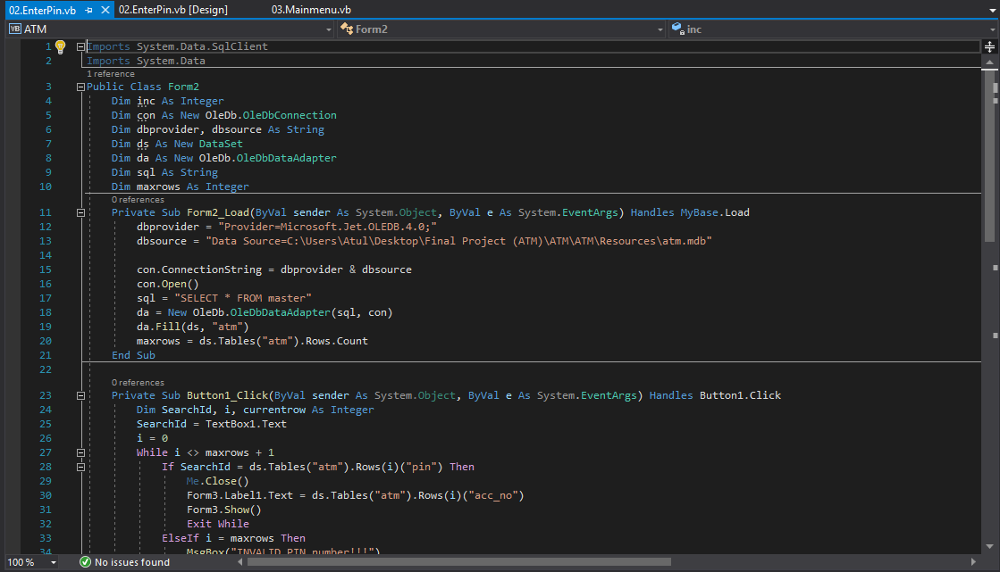 02.EnterPin.vb 02.EnterPin.vb [Design] 03.Mainmenu.vb
VB ATM Form2 inc
1 Imports System.Data.SqlClient
2 Imports System.Data
1 reference
3 Public Class Form2
4 Dim inc As Integer
5 Dim con As New OleDb.OleDbConnection
6 Dim dbprovider, dbsource As String
7 Dim ds As New DataSet
8 Dim da As New OleDb.OleDbDataAdapter
9 Dim sql As String
10 Dim maxrows As Integer
0 references
11 Private Sub Form2_Load(ByVal sender As System.Object, ByVal e As System.EventArgs) Handles MyBase.Load
12 dbprovider = "Provider=Microsoft.Jet.OLEDB.4.0;"
13 dbsource = "Data Source=C:\Users\Atul\Desktop\Final Project (ATM)\ATM\ATM\Resources\atm.mdb"
14
15 con.ConnectionString = dbprovider & dbsource
16 con.Open()
17 sql = "SELECT * FROM master"
18 da = New OleDb.OleDbDataAdapter(sql, con)
19 da.Fill(ds, "atm")
20 maxrows = ds.Tables("atm").Rows.Count
21 End Sub
22
0 references
23 Private Sub Button1_Click(ByVal sender As System.Object, ByVal e As System.EventArgs) Handles Button1.Click
24 Dim SearchId, i, currentrow As Integer
25 SearchId = TextBox1.Text
26 i = 0
27 While i <> maxrows + 1
28 If SearchId = ds.Tables("atm").Rows(i)("pin") Then
29 Me.Close()
30 Form3.Label1.Text = ds.Tables("atm").Rows(i)("acc_no")
31 Form3.Show()
32 Exit While
33 ElseIf i = maxrows Then
34 MsgBox("INVALID PIN number!!!")
100 % No issues found